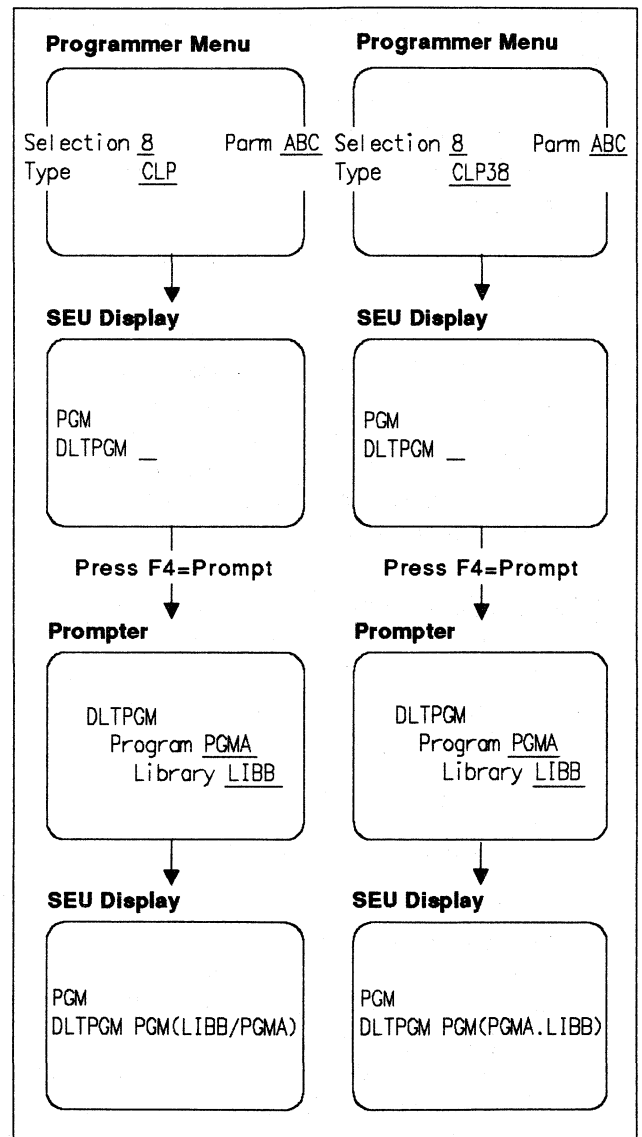 Programmer Menu
Selection 8 Parm ABC
Type CLP
SEU Display
PGM
DLTPGM __
Press F4=Prompt
Prompter
DLTPGM
Program PGMA
Library LIBB
SEU Display
PGM
DLTPGM PGM(LIBB/PGMA)
Programmer Menu
Selection 8 Parm ABC
Type CLP38
SEU Display
PGM
DLTPGM __
Press F4=Prompt
Prompter
DLTPGM
Program PGMA
Library LIBB
SEU Display
PGM
DLTPGM PGM(PGMA.LIBB)